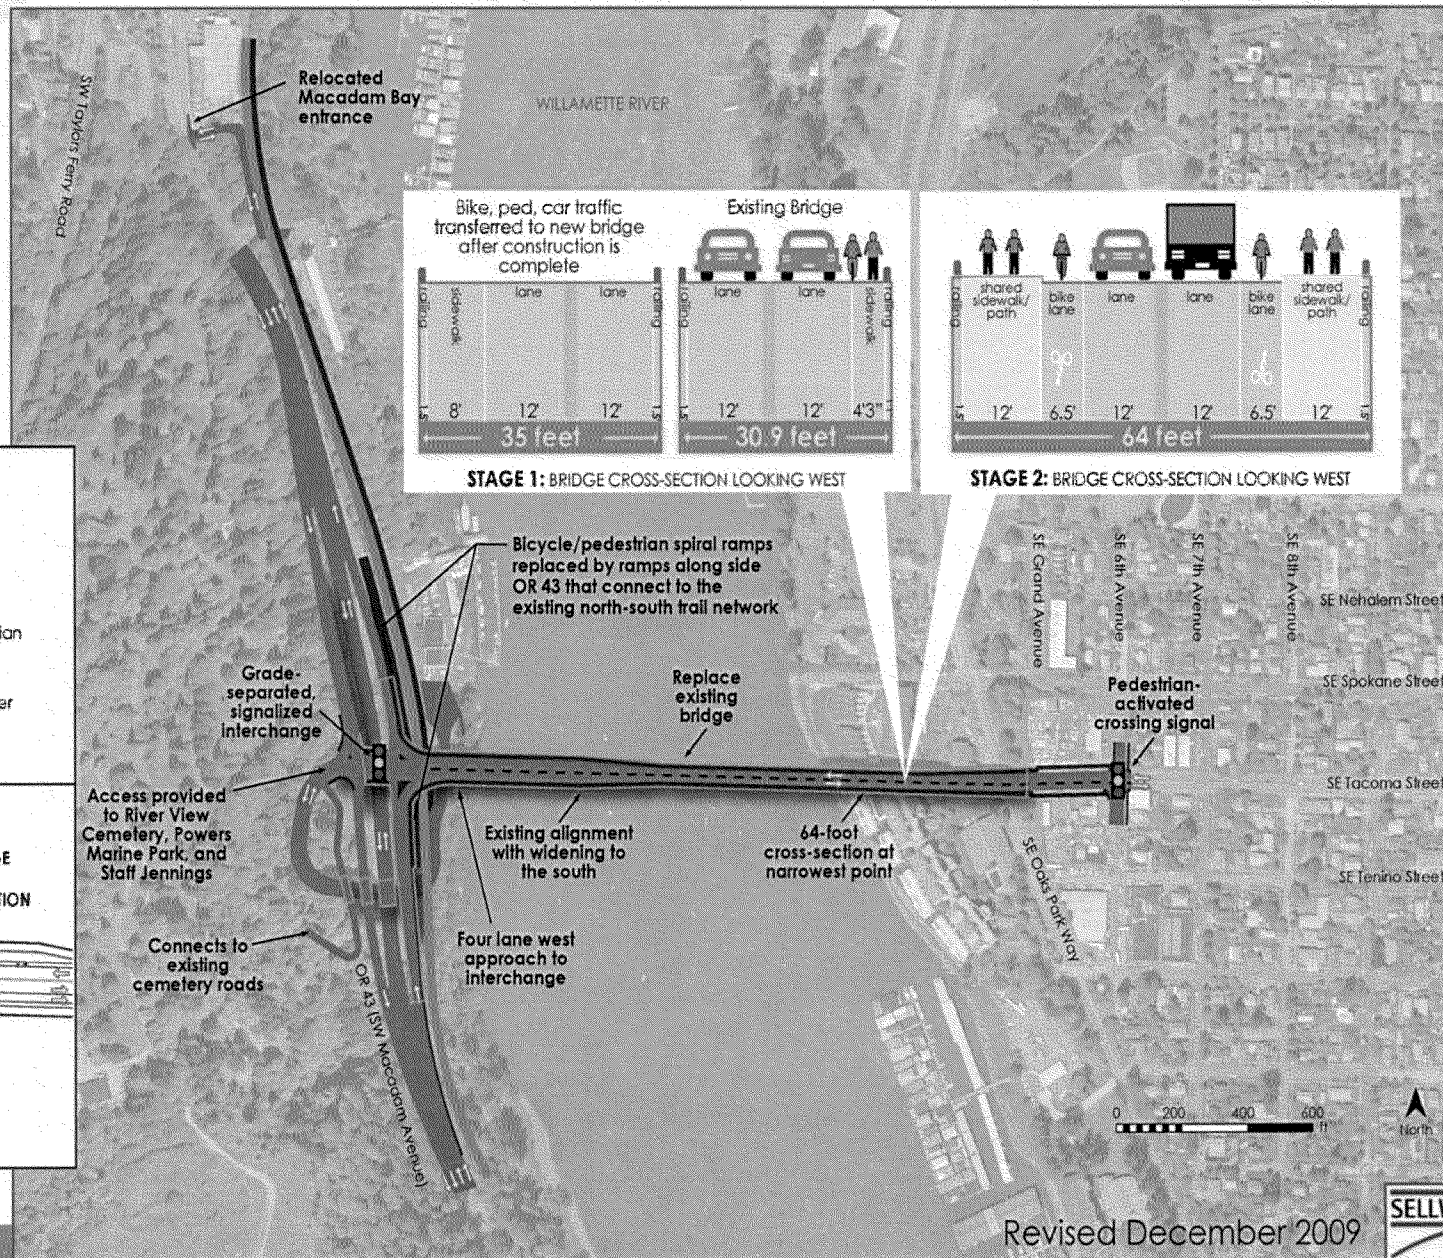 SW Taylors Ferry Road
Relocated
Macadam Bay
entrance
WILLAMETTE RIVER
Bike, ped, car traffic
transferred to new bridge
after construction is
complete
railing
sidewalk
lane
lane
railing
1.5'
8'
12'
12'
1.5'
35 feet
Existing Bridge
railing
lane
lane
sidewalk
railing
1.5'
12'
12'
4'3"
30.9 feet
STAGE 1: BRIDGE CROSS-SECTION LOOKING WEST
railing
shared
sidewalk/
path
bike
lane
lane
lane
bike
lane
shared
sidewalk/
path
railing
1.5'
12'
6.5'
12'
12'
6.5'
12'
1.5'
64 feet
STAGE 2: BRIDGE CROSS-SECTION LOOKING WEST
Bicycle/pedestrian spiral ramps
replaced by ramps along side
OR 43 that connect to the
existing north-south trail network
SE Grand Avenue
SE 6th Avenue
SE 7th Avenue
SE 8th Avenue
SE Nehalem Street
SE Spokane Street
SE Tacoma Street
SE Tenino Street
SE Oaks Park Way
Grade-
separated,
signalized
interchange
Replace
existing
bridge
Pedestrian-
activated
crossing signal
Access provided
to River View
Cemetery, Powers
Marine Park, and
Staff Jennings
Existing alignment
with widening to
the south
64-foot
cross-section at
narrowest point
Connects to
existing
cemetery roads
Four lane west
approach to
interchange
OR 43 (SW Macadam Avenue)
ian
er
SE
TION
0 200 400 600
ft
North
Revised December 2009
SELLW